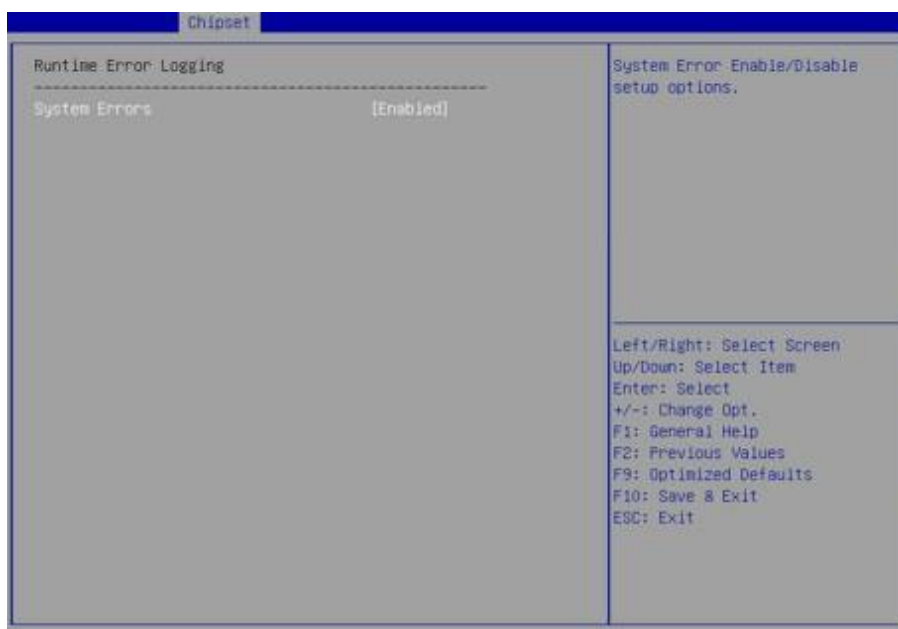 Chipset
Runtime Error Logging
System Errors [Enabled]
System Error Enable/Disable
setup options.
Left/Right: Select Screen
Up/Down: Select Item
Enter: Select
+/-: Change Opt.
F1: General Help
F2: Previous Values
F9: Optimized Defaults
F10: Save & Exit
ESC: Exit